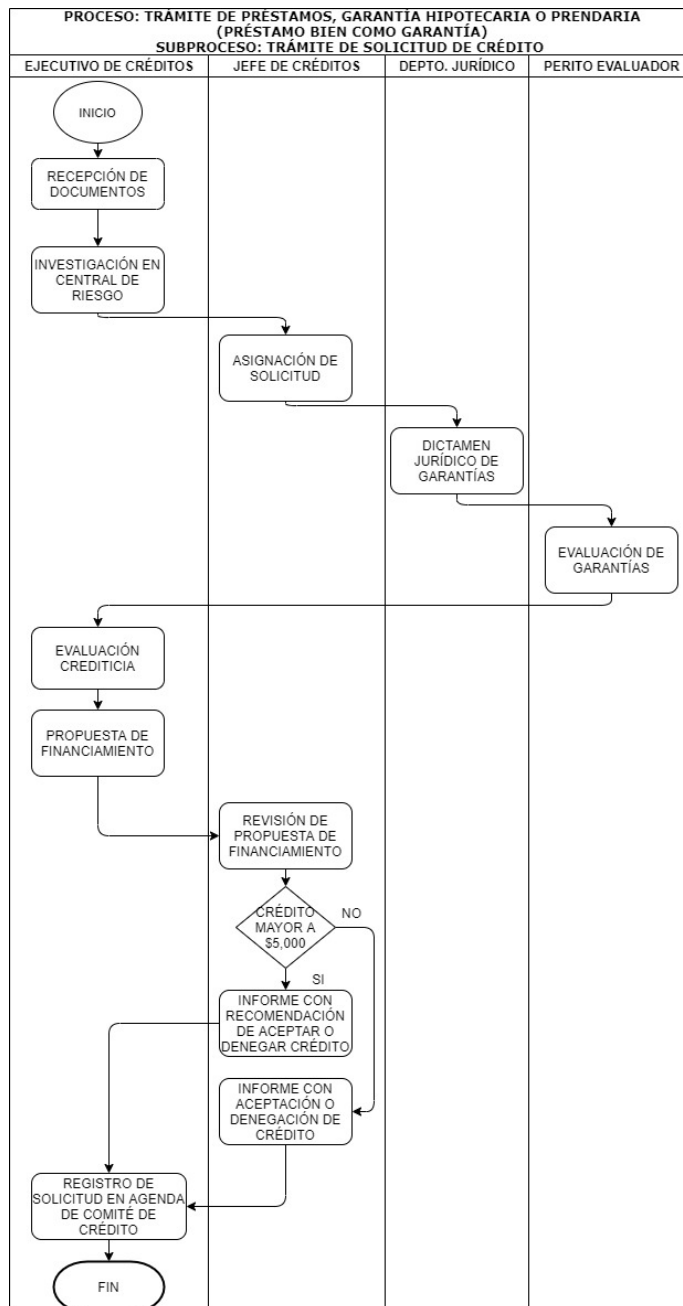 PROCESO: TRÁMITE DE PRÉSTAMOS, GARANTÍA HIPOTECARIA O PRENDARIA
(PRÉSTAMO BIEN COMO GARANTÍA)
SUBPROCESO: TRÁMITE DE SOLICITUD DE CRÉDITO
EJECUTIVO DE CRÉDITOS
JEFE DE CRÉDITOS
DEPTO. JURÍDICO
PERITO EVALUADOR
INICIO
RECEPCIÓN DE
DOCUMENTOS
INVESTIGACIÓN EN
CENTRAL DE
RIESGO
ASIGNACIÓN DE
SOLICITUD
DICTAMEN
JURÍDICO DE
GARANTÍAS
EVALUACIÓN DE
GARANTÍAS
EVALUACIÓN
CREDITICIA
PROPUESTA DE
FINANCIAMIENTO
REVISIÓN DE
PROPUESTA DE
FINANCIAMIENTO
CRÉDITO
MAYOR A
$5,000
NO
SI
INFORME CON
RECOMENDACIÓN
DE ACEPTAR O
DENEGAR CRÉDITO
INFORME CON
ACEPTACIÓN O
DENEGACIÓN DE
CRÉDITO
REGISTRO DE
SOLICITUD EN AGENDA
DE COMITÉ DE
CRÉDITO
FIN